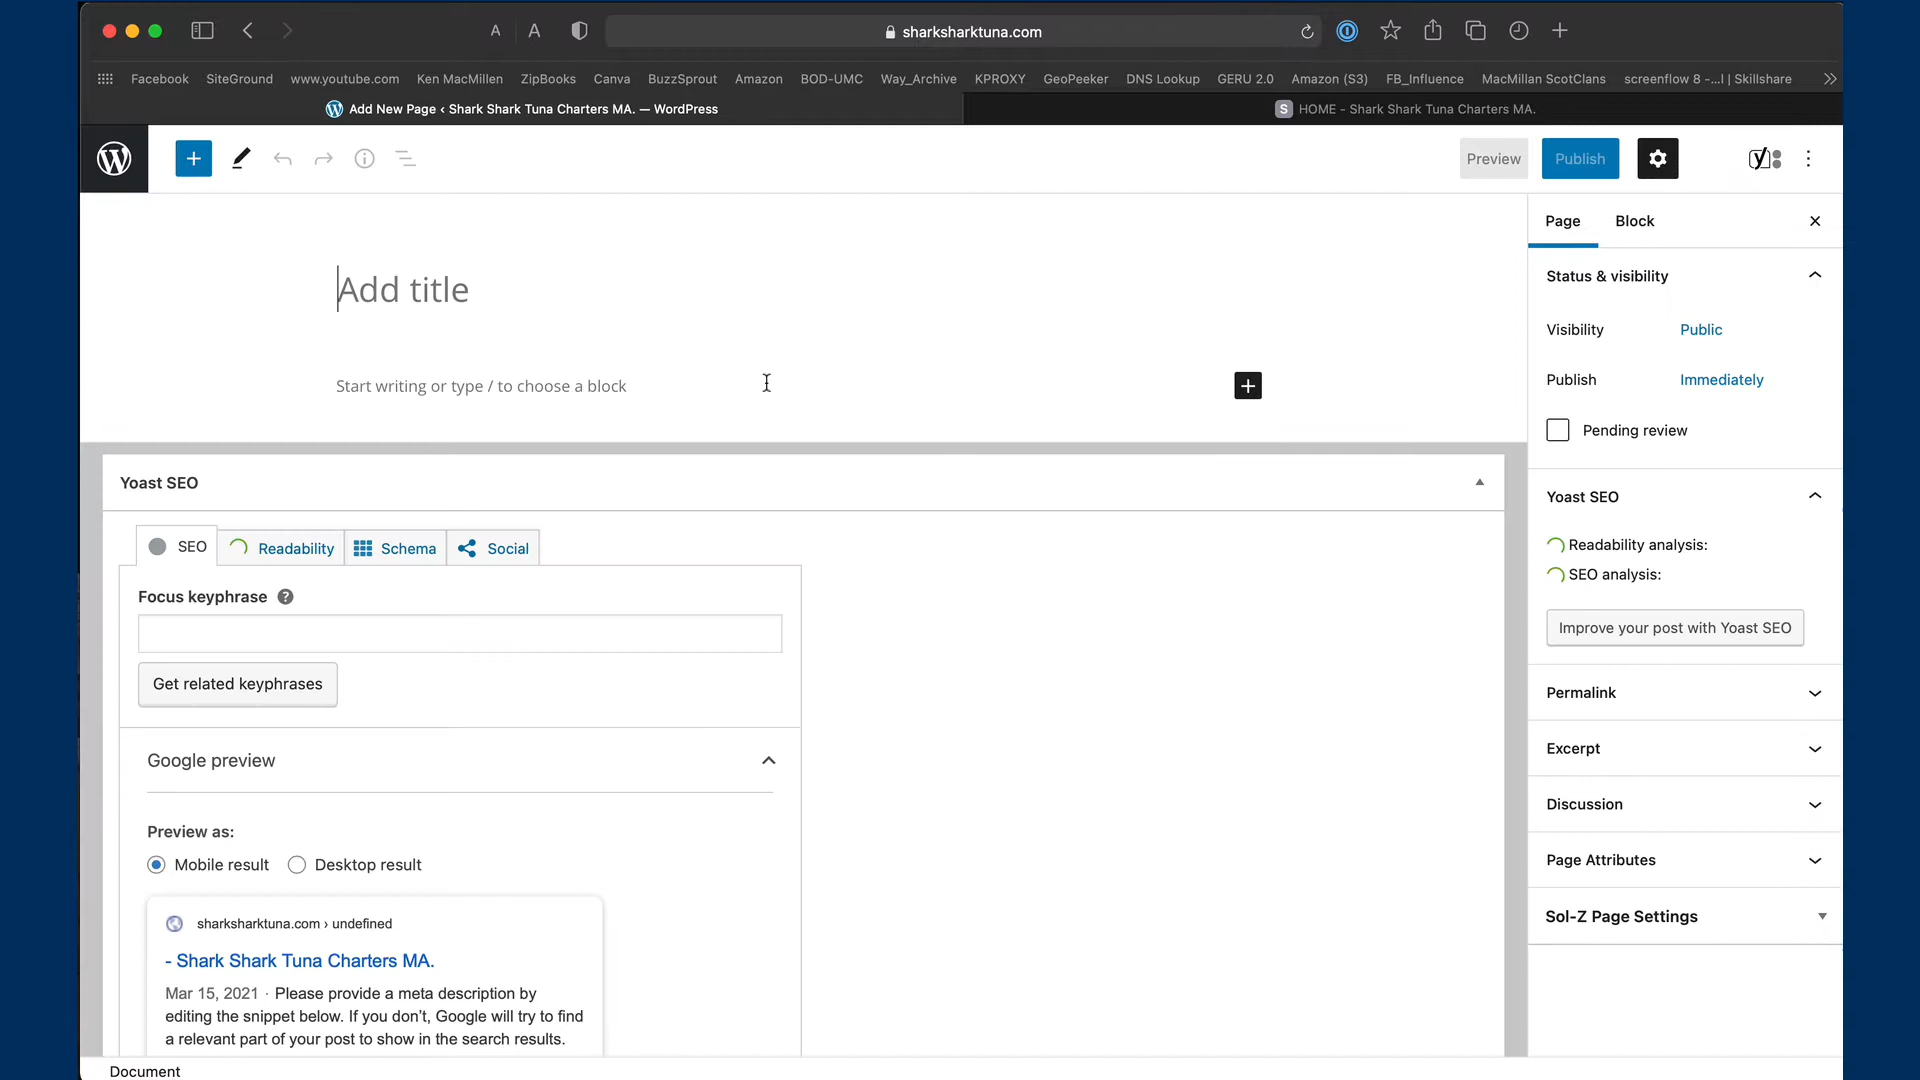 A A sharksharktuna.com
Facebook SiteGround www.youtube.com Ken MacMillen ZipBooks Canva BuzzSprout Amazon BOD-UMC Way_Archive KPROXY GeoPeeker DNS Lookup GERU 2.0 Amazon (S3) FB_Influence MacMillan ScotClans screenflow 8 -...l | Skillshare
Add New Page ‹ Shark Shark Tuna Charters MA. — WordPress
S HOME - Shark Shark Tuna Charters MA.
Preview Publish
Page Block
Add title
Start writing or type / to choose a block
Status & visibility
Visibility Public
Publish Immediately
Pending review
Yoast SEO
SEO Readability Schema Social
Focus keyphrase ?
Get related keyphrases
Google preview
Preview as:
Mobile result Desktop result
sharksharktuna.com › undefined
- Shark Shark Tuna Charters MA.
Mar 15, 2021 · Please provide a meta description by
editing the snippet below. If you don’t, Google will try to find
a relevant part of your post to show in the search results.
Yoast SEO
Readability analysis:
SEO analysis:
Improve your post with Yoast SEO
Permalink
Excerpt
Discussion
Page Attributes
Sol-Z Page Settings
Document